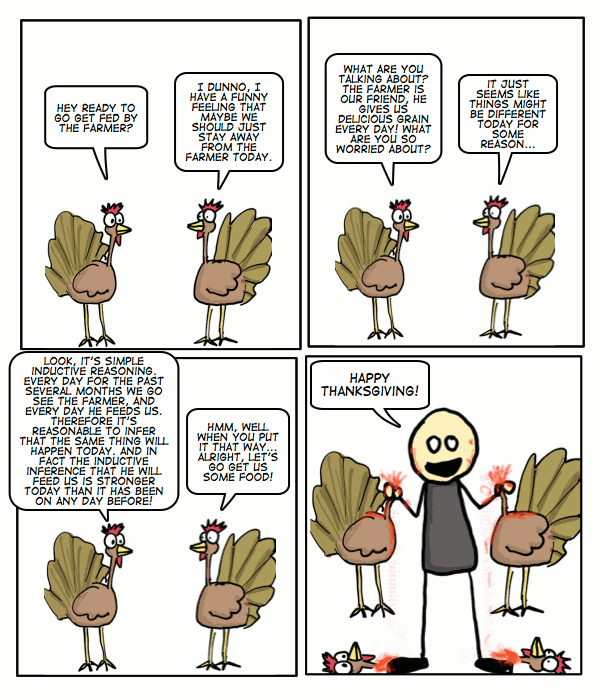 HEY READY TO
GO GET FED BY
THE FARMER?
I DUNNO, I
HAVE A FUNNY
FEELING THAT
MAYBE WE
SHOULD JUST
STAY AWAY
FROM THE
FARMER TODAY.
WHAT ARE YOU
TALKING ABOUT?
THE FARMER IS
OUR FRIEND, HE
GIVES US
DELICIOUS GRAIN
EVERY DAY! WHAT
ARE YOU SO
WORRIED ABOUT?
IT JUST
SEEMS LIKE
THINGS MIGHT
BE DIFFERENT
TODAY FOR
SOME
REASON...
LOOK, IT'S SIMPLE
INDUCTIVE REASONING.
EVERY DAY FOR THE PAST
SEVERAL MONTHS WE GO
SEE THE FARMER, AND
EVERY DAY HE FEEDS US.
THEREFORE IT'S
REASONABLE TO INFER
THAT THE SAME THING WILL
HAPPEN TODAY. AND IN
FACT THE INDUCTIVE
INFERENCE THAT HE WILL
FEED US IS STRONGER
TODAY THAN IT HAS BEEN
ON ANY DAY BEFORE!
HMM, WELL
WHEN YOU PUT
IT THAT WAY...
ALRIGHT, LET'S
GO GET US
SOME FOOD!
HAPPY
THANKSGIVING!